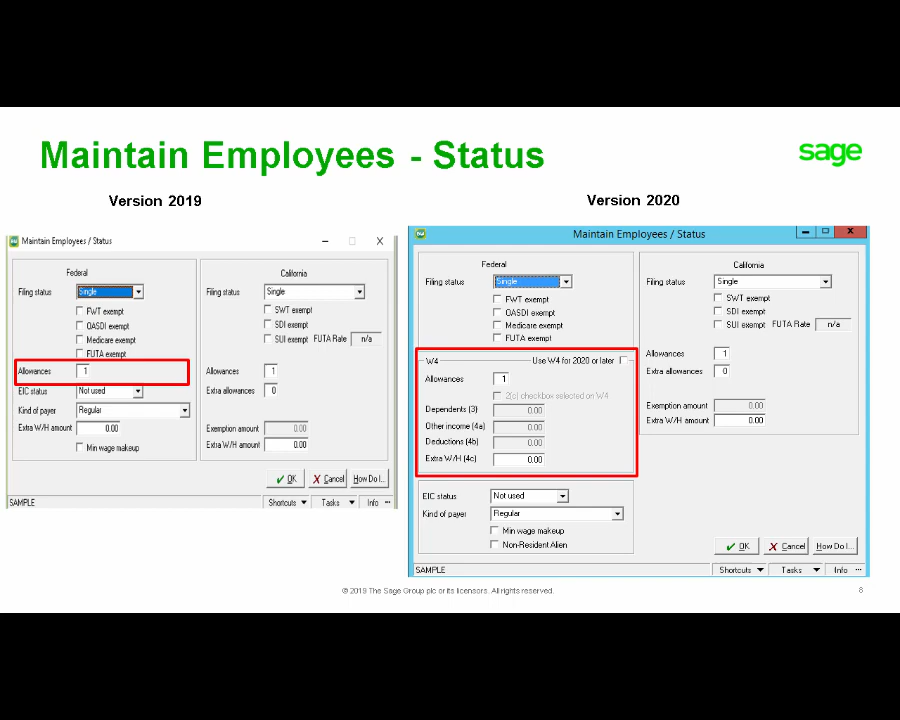 Maintain Employees - Status
sage
Version 2019
Version 2020
Maintain Employees / Status
Federal
Filing status Single
FWT exempt
OASDI exempt
Medicare exempt
FUTA exempt
Allowances 1
EIC status Not used
Kind of payer Regular
Extra W/H amount 0.00
Min wage makeup
California
Filing status Single
SWT exempt
SDI exempt
SUI exempt FUTA Rate n/a
Allowances 1
Extra allowances 0
Exemption amount 0.00
Extra W/H amount 0.00
OK Cancel How Do I...
SAMPLE Shortcuts Tasks Info ...
Maintain Employees / Status
Federal
Filing status Single
FWT exempt
OASDI exempt
Medicare exempt
FUTA exempt
W4 Use W4 for 2020 or later
Allowances 1
2(c) checkbox selected on W4
Dependents (3) 0.00
Other income (4a) 0.00
Deductions (4b) 0.00
Extra W/H (4c) 0.00
EIC status Not used
Kind of payer Regular
Min wage makeup
Non-Resident Alien
California
Filing status Single
SWT exempt
SDI exempt
SUI exempt FUTA Rate n/a
Allowances 1
Extra allowances 0
Exemption amount 0.00
Extra W/H amount 0.00
OK Cancel How Do I...
SAMPLE Shortcuts Tasks Info ...
© 2019 The Sage Group plc or its licensors. All rights reserved.
8